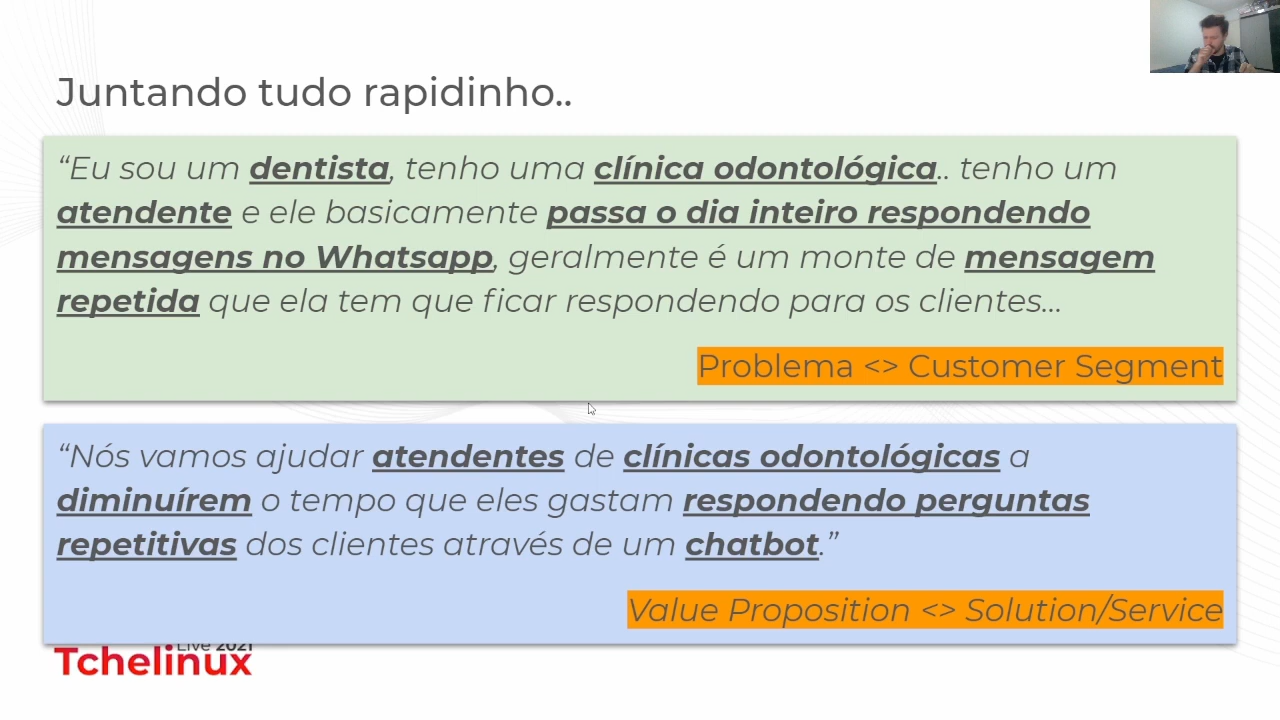 Juntando tudo rapidinho..
“Eu sou um dentista, tenho uma clínica odontológica.. tenho um
atendente e ele basicamente passa o dia inteiro respondendo
mensagens no Whatsapp, geralmente é um monte de mensagem
repetida que ela tem que ficar respondendo para os clientes...
Problema <> Customer Segment
“Nós vamos ajudar atendentes de clínicas odontológicas a
diminuírem o tempo que eles gastam respondendo perguntas
repetitivas dos clientes através de um chatbot.”
Value Proposition <> Solution/Service
Live 2021
Tchelinux